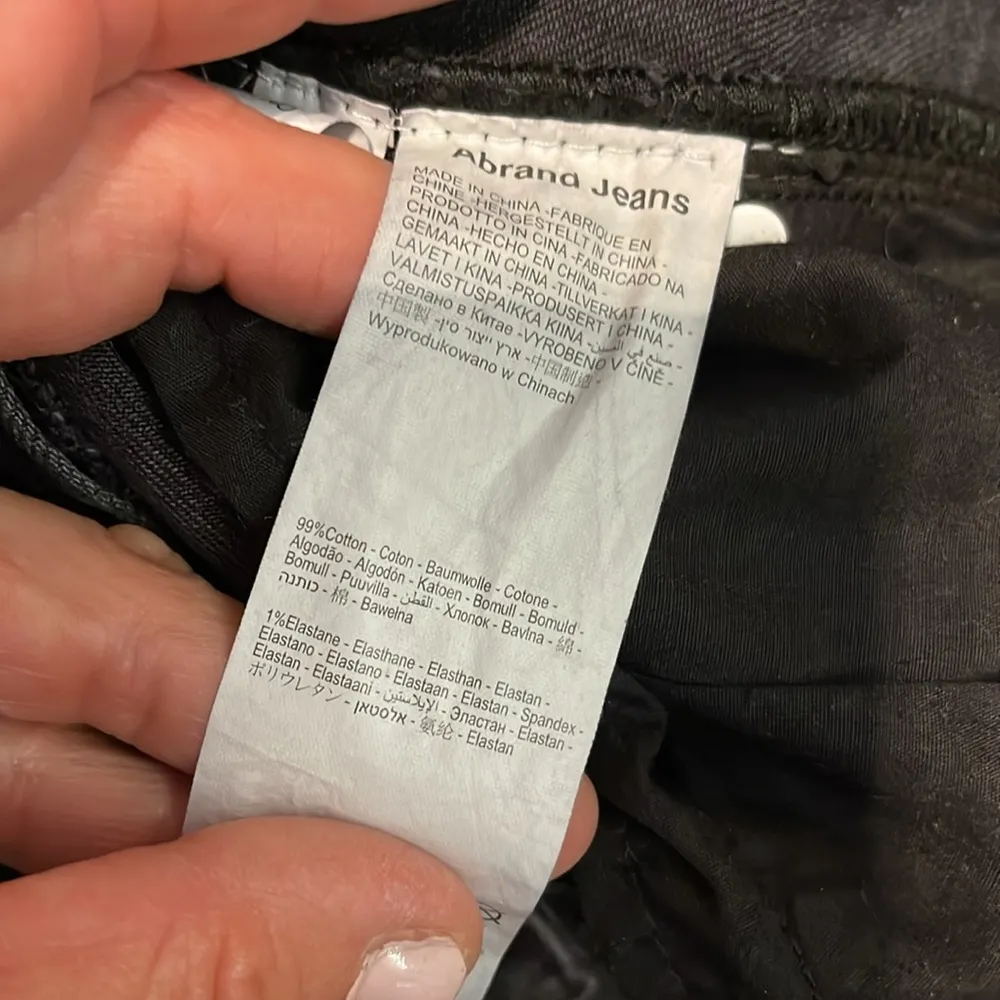 Abrand Jeans
MADE IN CHINA -FABRIQUE EN
CHINE -HERGESTELLT IN CHINA -
PRODOTTO IN CINA -FABRICADO NA
CHINA -HECHO EN CHINA -
GEMAAKT IN CHINA -TILLVERKAT I KINA -
LAVET I KINA -PRODUSERT I CHINA -
VALMISTUSPAIKKA KIINA - صنع في الصين -
Сделано в Китае -VYROBENO V ČÍNĚ -
中国製 - ארץ ייצור סין -中国制造 -
Wyprodukowano w Chinach
99%Cotton - Coton - Baumwolle - Cotone -
Algodão - Algodón - Katoen - Bomull - Bomuld -
Bomull - Puuvilla - القطن - Хлопок - Bavlna - 綿 -
כותנה - 棉 - Bawełna
1%Elastane - Elasthane - Elasthan - Elastan -
Elastano - Elastano - Elastaan - Elastan - Spandex -
Elastan - Elastaani - الإيلاستين - Эластан - Elastan -
ポリウレタン - אלסטאן - 氨纶 - Elastan